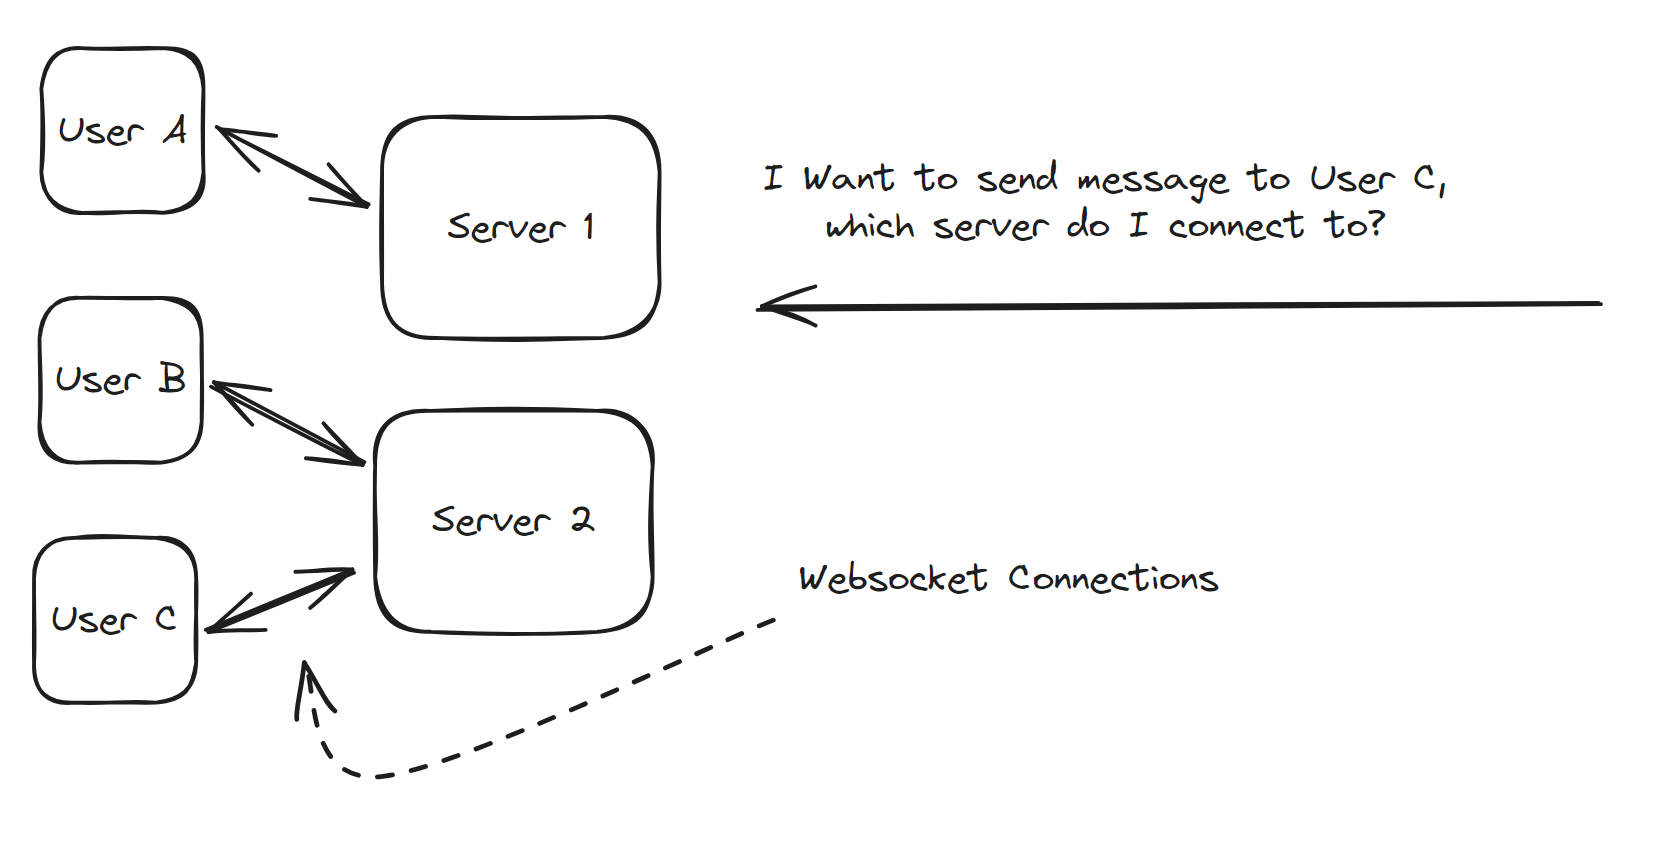 User A
Server 1
I Want to send message to User C,
which server do I connect to?
User B
Server 2
User C
Websocket Connections